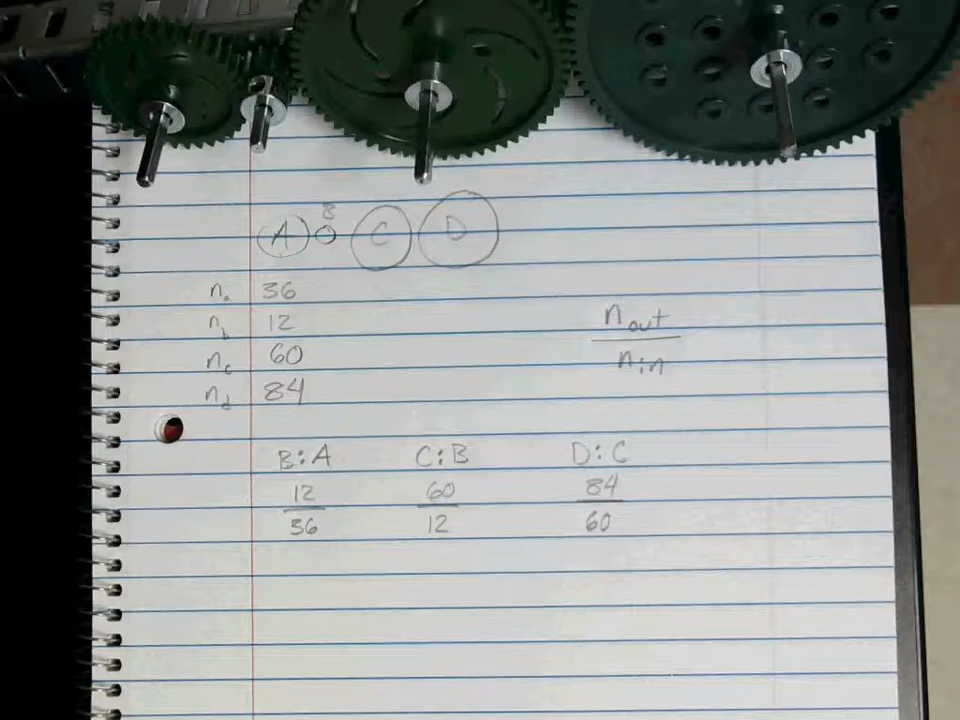 B
A C D
nₐ 36
n_b 12
n_c 60
n_d 84
n_out
n_in
B:A C:B D:C
12 60 84
36 12 60